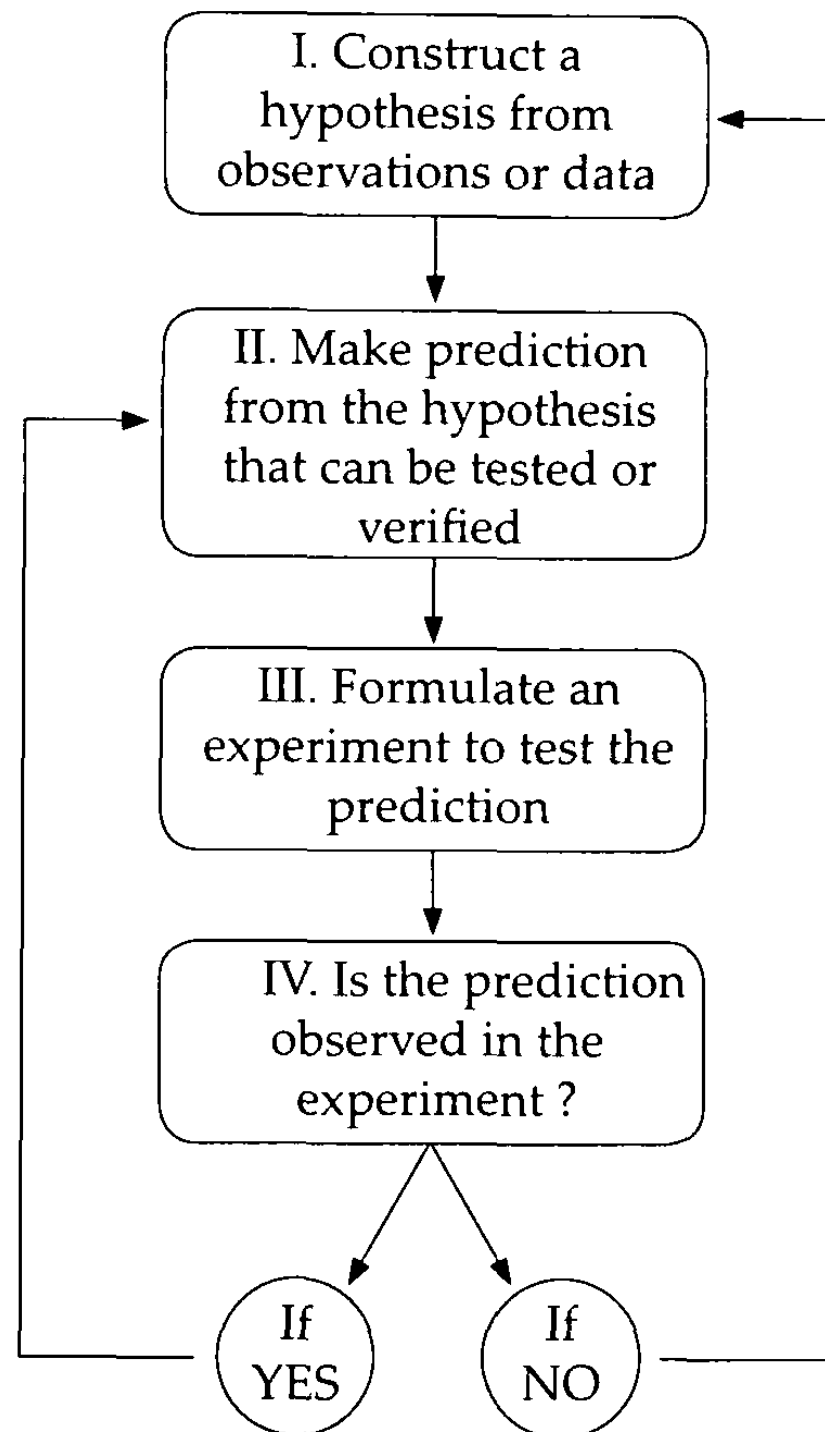 I. Construct a
hypothesis from
observations or data
II. Make prediction
from the hypothesis
that can be tested or
verified
III. Formulate an
experiment to test the
prediction
IV. Is the prediction
observed in the
experiment ?
If
YES
If
NO